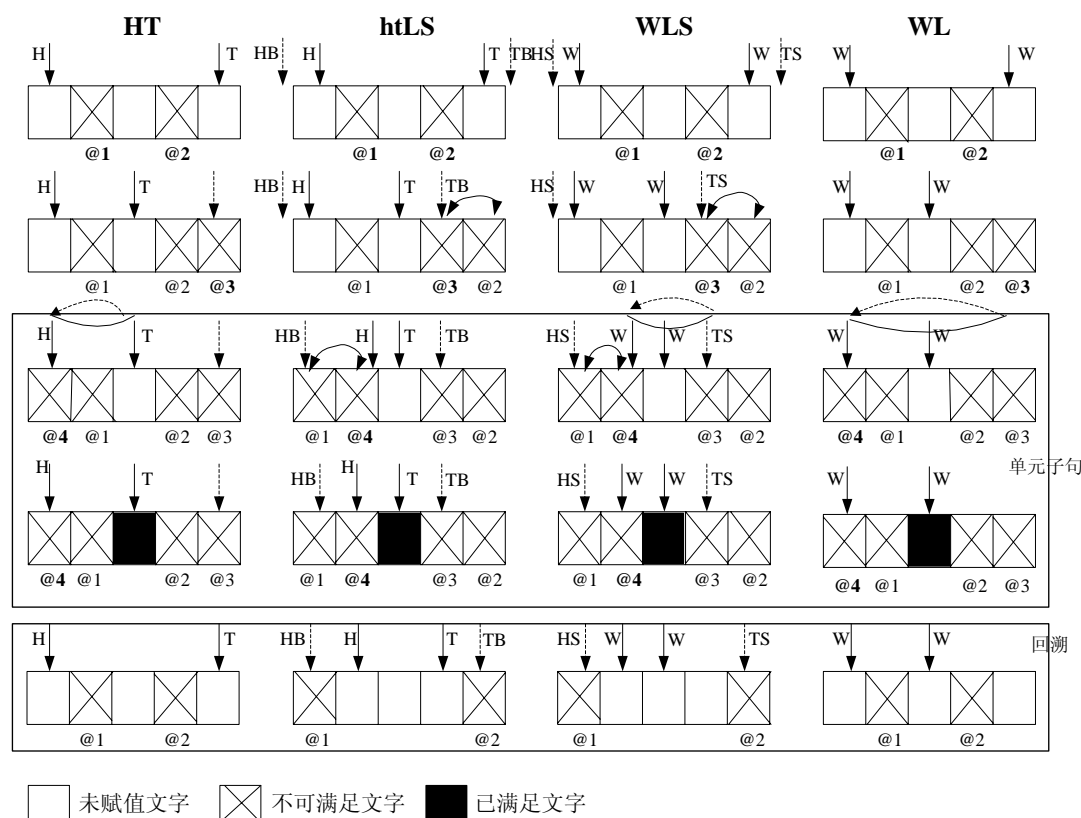 HT htLS WLS WL
H T HB H T TB HS W W TS W W
@1 @2 @1 @2 @1 @2 @1 @2
H T HB H T TB HS W W TS W W
@1 @2 @3 @1 @3 @2 @1 @3 @2 @1 @2 @3
H T HB H T TB HS W W TS W W
@4 @1 @2 @3 @1 @4 @3 @2 @1 @4 @3 @2 @4 @1 @2 @3
单元子句
H T HB H T TB HS W W TS W W
@4 @1 @2 @3 @1 @4 @3 @2 @1 @4 @3 @2 @4 @1 @2 @3
H T HB H T TB HS W W TS W W
回溯
@1 @2 @1 @2 @1 @2 @1 @2
未赋值文字 不可满足文字 已满足文字